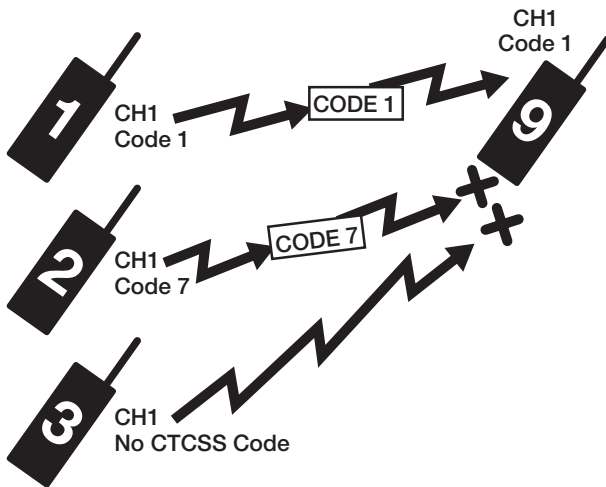 CH1
Code 1
1
CH1
Code 1
CODE 1
9
2
CH1
Code 7
CODE 7
3
CH1
No CTCSS Code